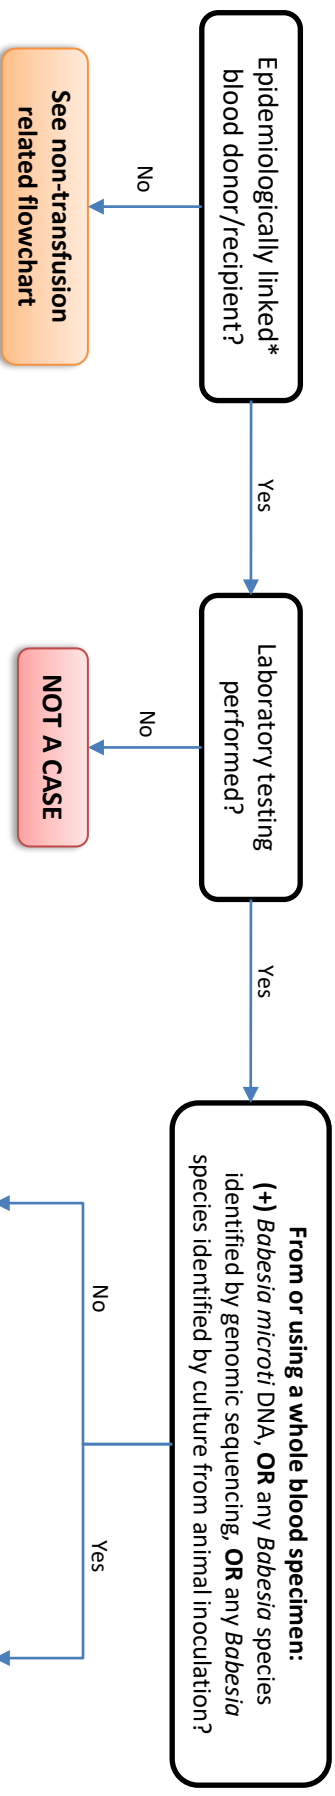 Epidemiologically linked*
blood donor/recipient?
No
See non-transfusion
related flowchart
Yes
Laboratory testing
performed?
No
NOT A CASE
Yes
From or using a whole blood specimen:
(+) Babesia microti DNA, OR any Babesia species
identified by genomic sequencing, OR any Babesia
species identified by culture from animal inoculation?
No
Yes